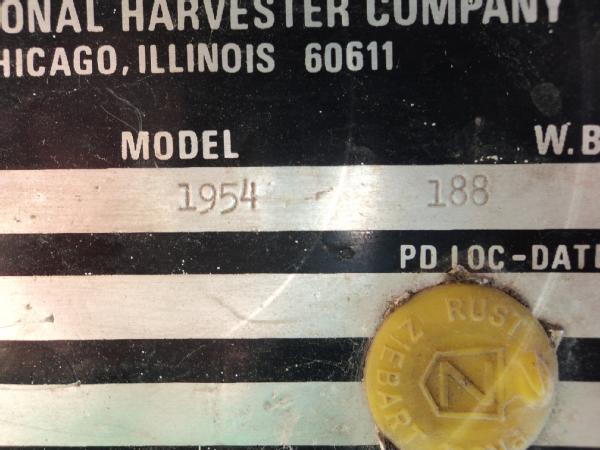 ONAL HARVESTER COMPANY
HICAGO, ILLINOIS 60611
MODEL W.B
1954 - 188
PD LOC-DAT
RUST
ZIEBART
N